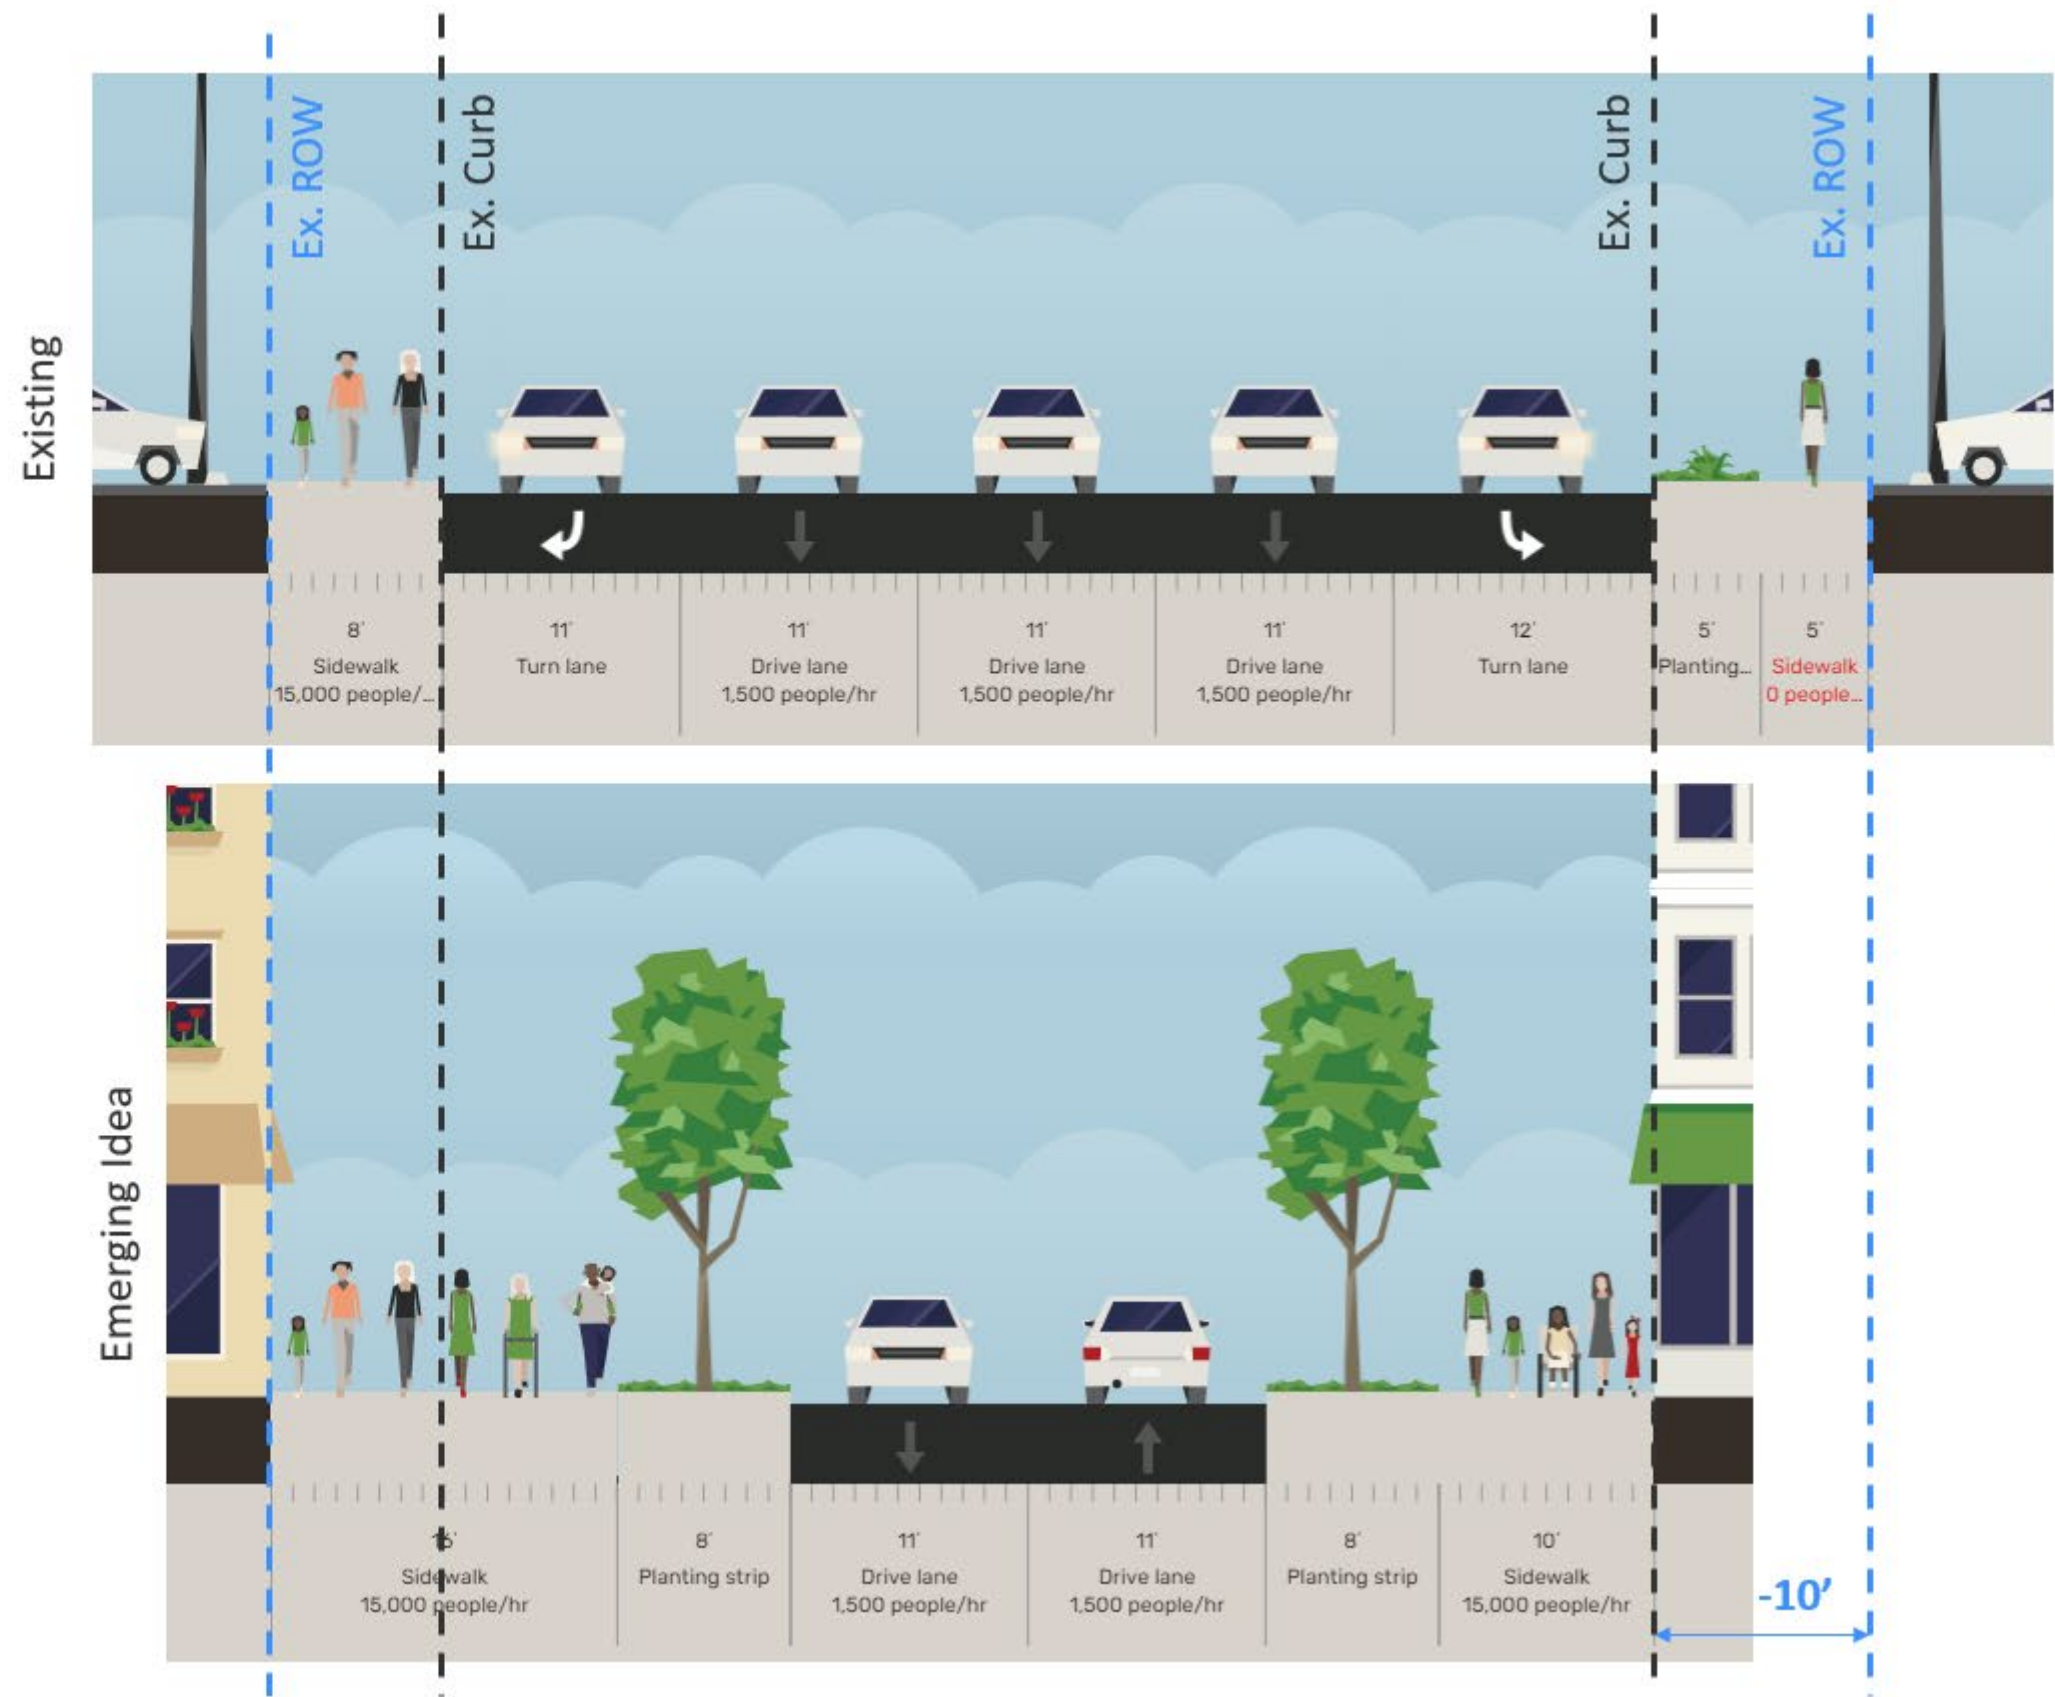 Existing
Ex. ROW
Ex. Curb
Ex. Curb
Ex. ROW
8'
Sidewalk
15,000 people/...
11'
Turn lane
11'
Drive lane
1,500 people/hr
11'
Drive lane
1,500 people/hr
11'
Drive lane
1,500 people/hr
12'
Turn lane
5'
Planting...
5'
Sidewalk
0 people...
Emerging Idea
16'
Sidewalk
15,000 people/hr
8'
Planting strip
11'
Drive lane
1,500 people/hr
11'
Drive lane
1,500 people/hr
8'
Planting strip
10'
Sidewalk
15,000 people/hr
-10'